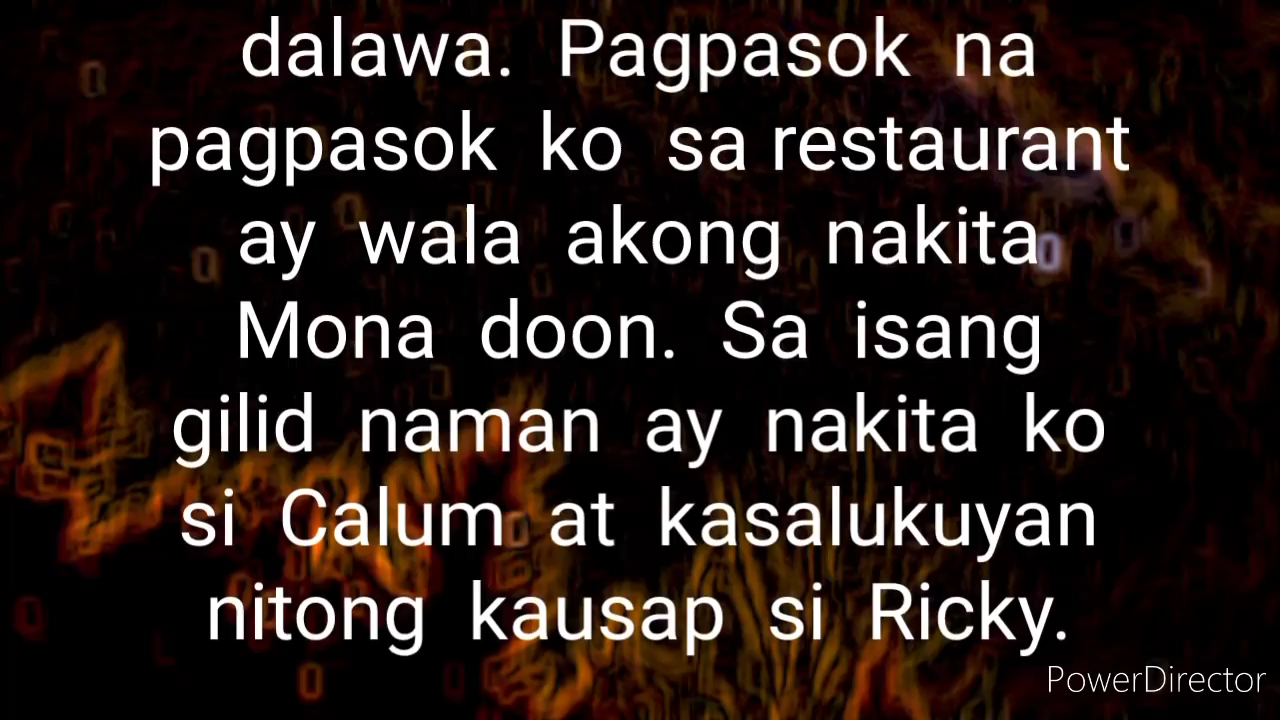 dalawa. Pagpasok na
pagpasok ko sa restaurant
ay wala akong nakita
Mona doon. Sa isang
gilid naman ay nakita ko
si Calum at kasalukuyan
nitong kausap si Ricky.
PowerDirector